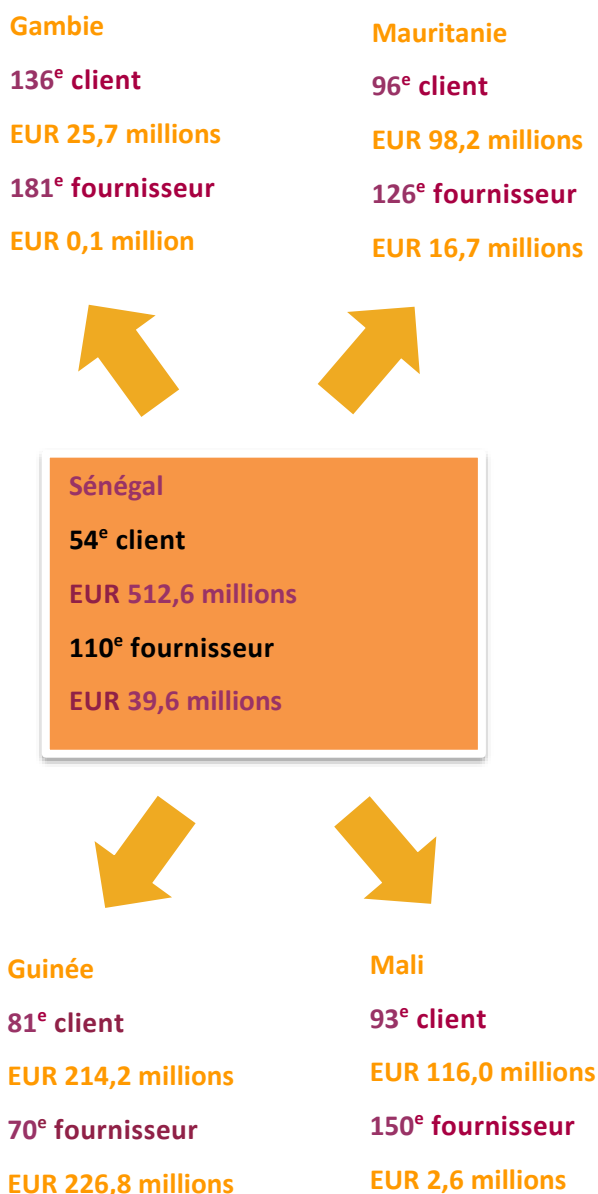 Gambie
136e client
EUR 25,7 millions
181e fournisseur
EUR 0,1 million
Mauritanie
96e client
EUR 98,2 millions
126e fournisseur
EUR 16,7 millions
Sénégal
54e client
EUR 512,6 millions
110e fournisseur
EUR 39,6 millions
Guinée
81e client
EUR 214,2 millions
70e fournisseur
EUR 226,8 millions
Mali
93e client
EUR 116,0 millions
150e fournisseur
EUR 2,6 millions